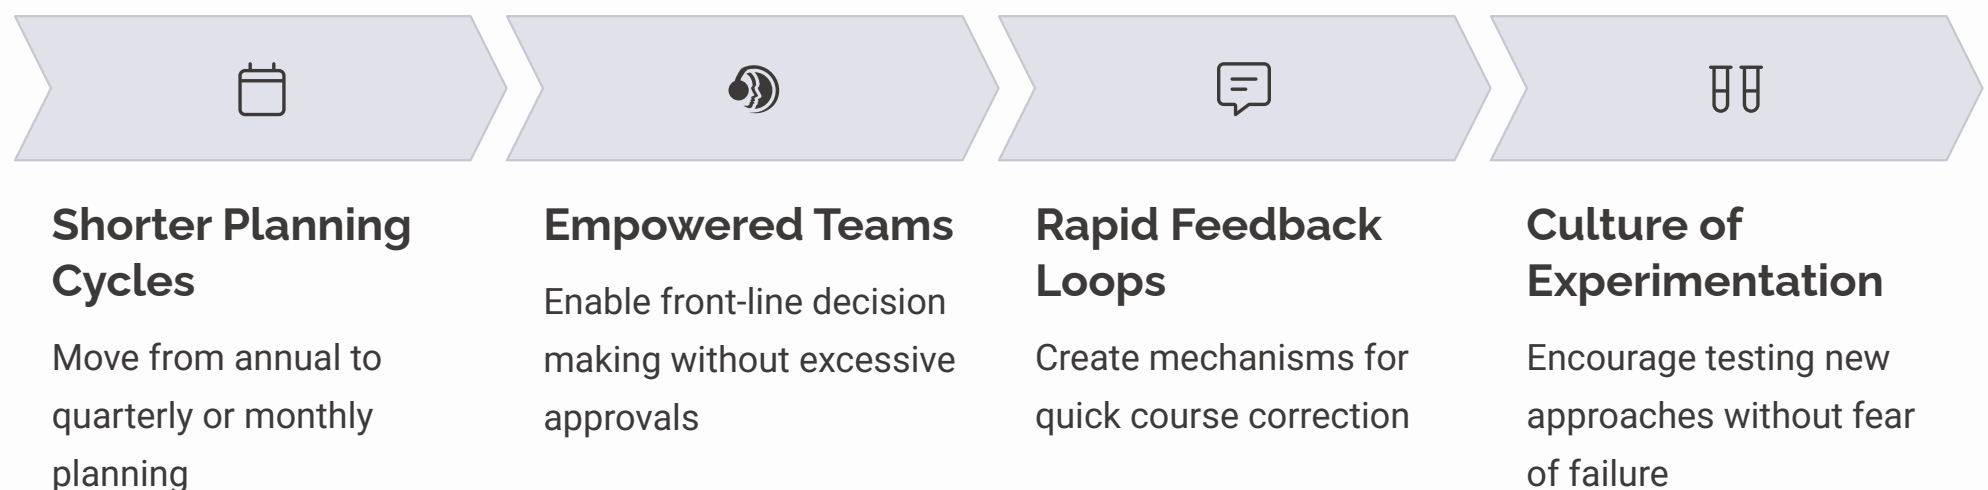 Shorter Planning
Cycles
Move from annual to
quarterly or monthly
planning
Empowered Teams
Enable front-line decision
making without excessive
approvals
Rapid Feedback
Loops
Create mechanisms for
quick course correction
Culture of
Experimentation
Encourage testing new
approaches without fear
of failure